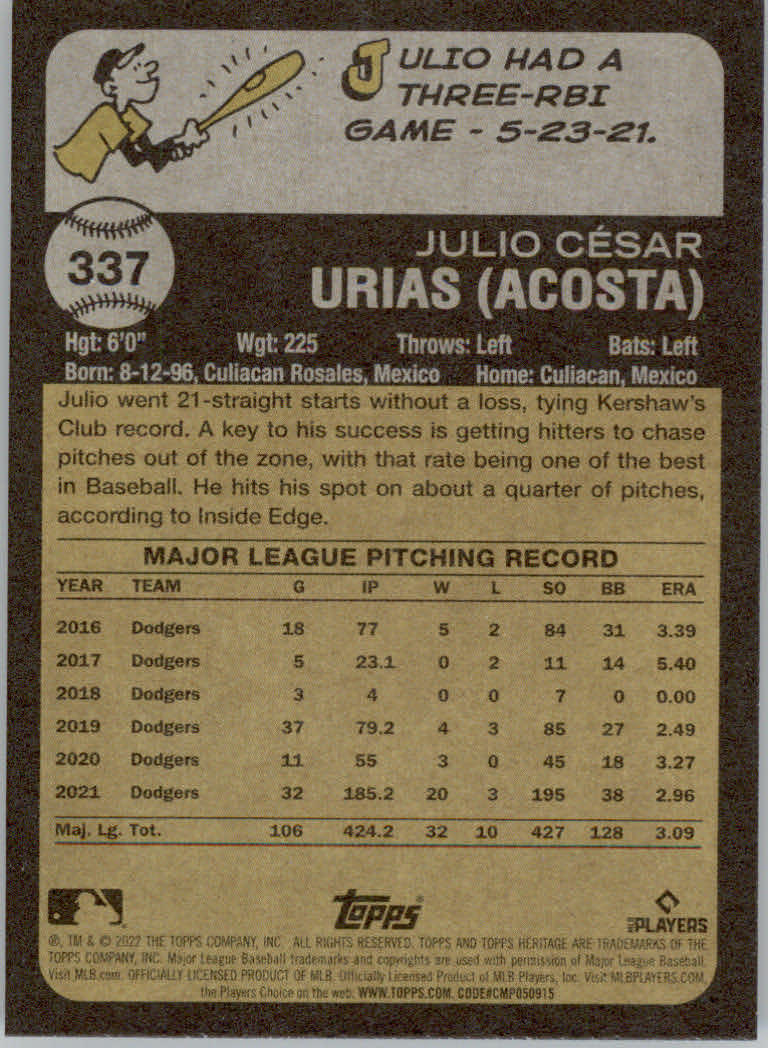 JULIO HAD A
THREE-RBI
GAME - 5-23-21.
337
JULIO CÉSAR
URIAS (ACOSTA)
Hgt: 6'0" Wgt: 225 Throws: Left Bats: Left
Born: 8-12-96, Culiacan Rosales, Mexico Home: Culiacan, Mexico
Julio went 21-straight starts without a loss, tying Kershaw's
Club record. A key to his success is getting hitters to chase
pitches out of the zone, with that rate being one of the best
in Baseball. He hits his spot on about a quarter of pitches,
according to Inside Edge.
MAJOR LEAGUE PITCHING RECORD
YEAR TEAM G IP W L SO BB ERA
2016 Dodgers 18 77 5 2 84 31 3.39
2017 Dodgers 5 23.1 0 2 11 14 5.40
2018 Dodgers 3 4 0 0 7 0 0.00
2019 Dodgers 37 79.2 4 3 85 27 2.49
2020 Dodgers 11 55 3 0 45 18 3.27
2021 Dodgers 32 185.2 20 3 195 38 2.96
Maj. Lg. Tot. 106 424.2 32 10 427 128 3.09
topps® PLAYERS
®, TM & © 2022 THE TOPPS COMPANY, INC. ALL RIGHTS RESERVED. TOPPS AND TOPPS HERITAGE ARE TRADEMARKS OF THE
TOPPS COMPANY, INC. Major League Baseball trademarks and copyrights are used with permission of Major League Baseball.
Visit MLB.com. OFFICIALLY LICENSED PRODUCT OF MLB. Officially Licensed Product of MLB Players, Inc. Visit MLBPLAYERS.COM,
the Players Choice on the web. WWW.TOPPS.COM. CODE#CMP050915